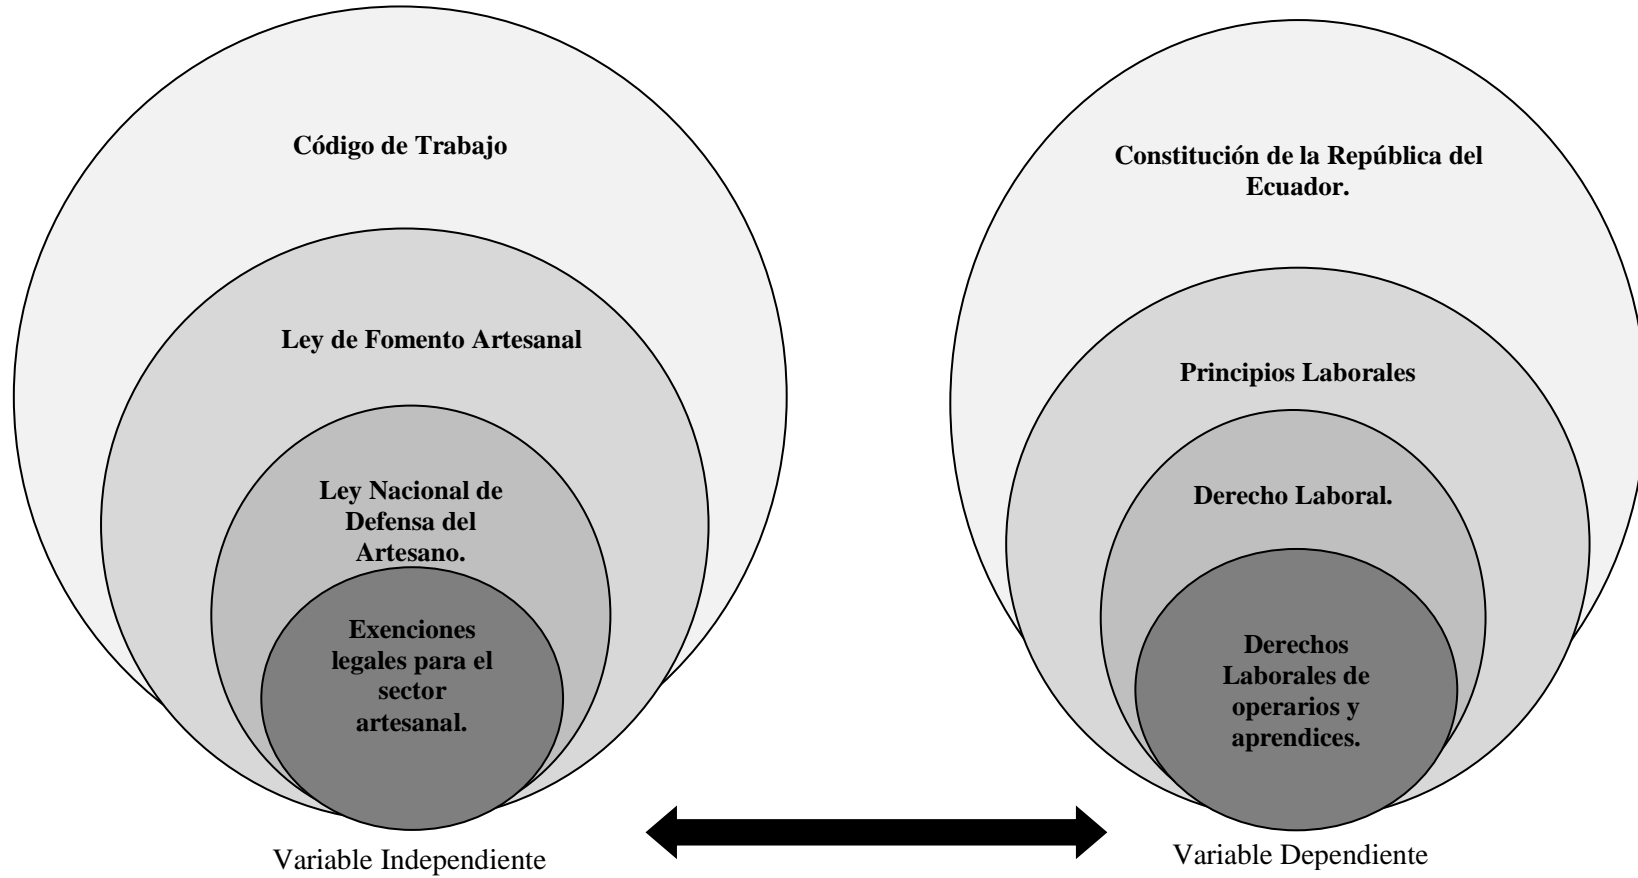 Código de Trabajo
Ley de Fomento Artesanal
Ley Nacional de
Defensa del
Artesano.
Exenciones
legales para el
sector
artesanal.
Variable Independiente
Constitución de la República del
Ecuador.
Principios Laborales
Derecho Laboral.
Derechos
Laborales de
operarios y
aprendices.
Variable Dependiente